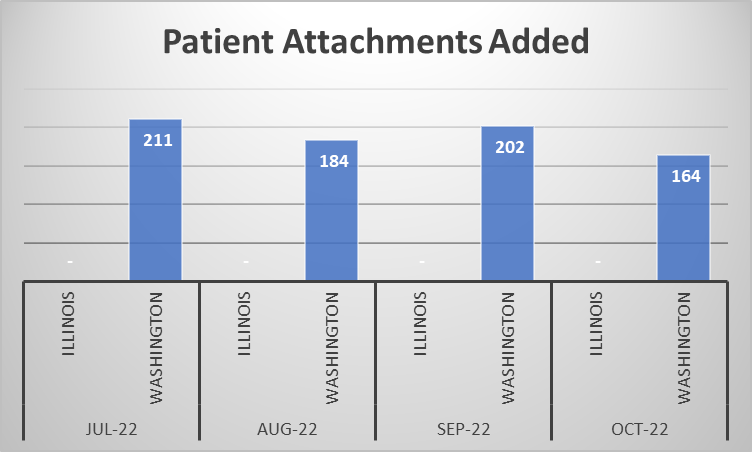 Patient Attachments Added
211
184
202
164
-
-
-
-
ILLINOIS
WASHINGTON
ILLINOIS
WASHINGTON
ILLINOIS
WASHINGTON
ILLINOIS
WASHINGTON
JUL-22
AUG-22
SEP-22
OCT-22